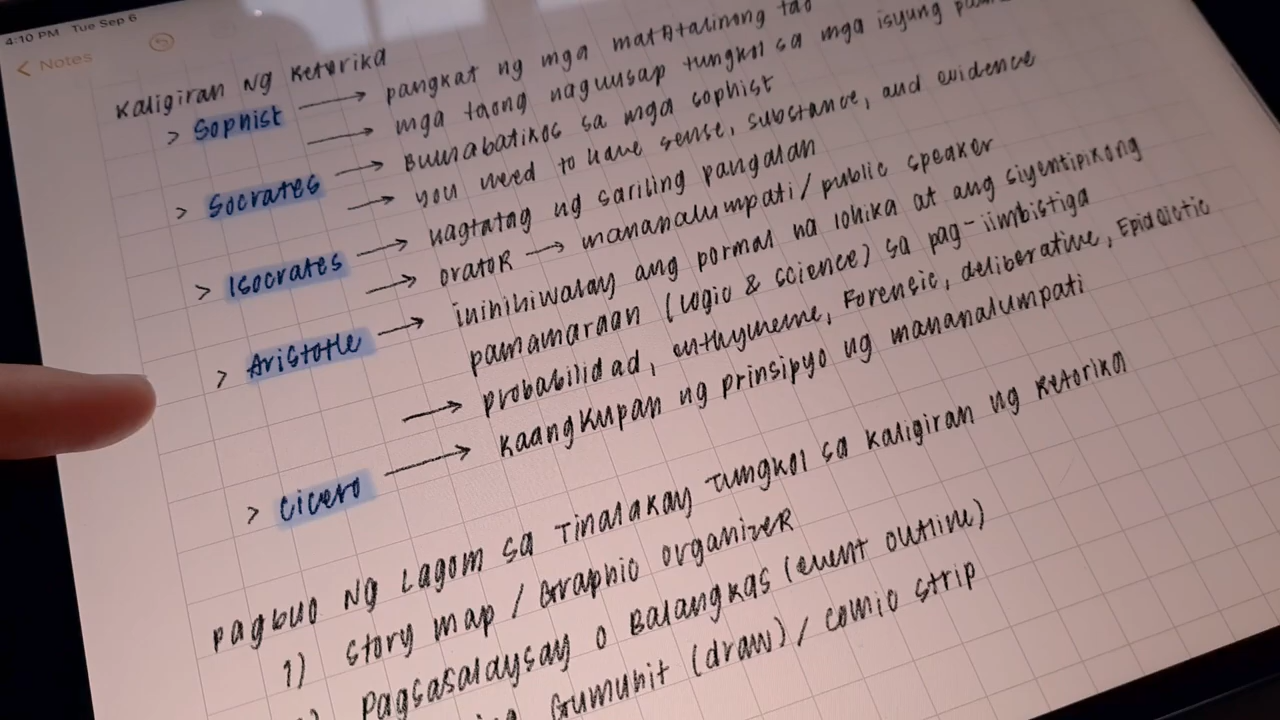 4:10 PM Tue Sep 6
< Notes
Kaligiran ng Retorika
> Sophist → pangkat ng mga matatalinong tao
→ mga taong naguusap tungkol sa mga isyung
> Socrates → Bumabatikos sa mga sophist
→ you need to have sense, substance, and evidence
> Isocrates → nagtatag ng sariling pangalan
→ orator → mananalumpati / public speaker
> Aristotle → inihihiwalay ang pormal na lohika at ang siyentipikong
pamamaraan (logic & science) sa pag-iimbistiga
→ probabilidad, enthymeme, Forensic, deliberative, Epideictic
> Cicero → kaangkupan ng prinsipyo ng mananalumpati
pagbuo ng Lagom sa Tinalakay Tungkol sa Kaligiran ng Retorika
1) story map / Graphic organizer
Pagsasalaysay o Balangkas (event outline)
Gumuhit (draw) / comic strip